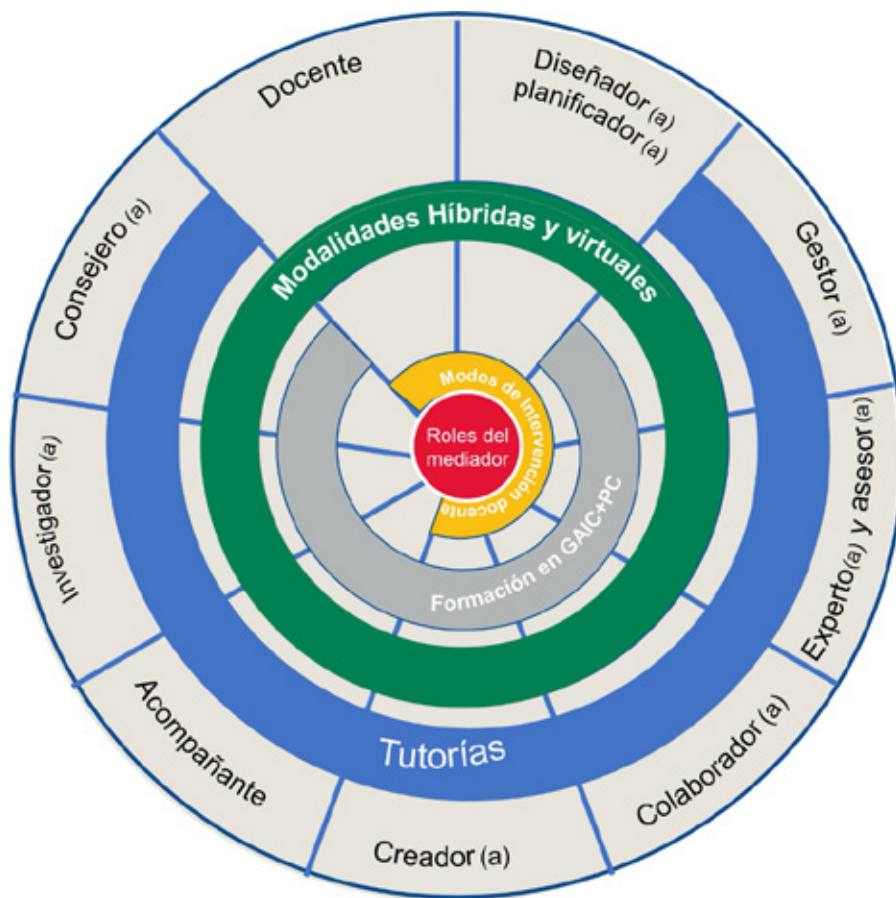 Docente
Diseñador (a)
planificador (a)
Gestor (a)
Experto(a) y asesor(a)
Colaborador (a)
Creador (a)
Acompañante
Investigador (a)
Consejero (a)
Modalidades Híbridas y virtuales
Tutorías
Formación en GAIC+PC
Modos de Intervención docente
Roles del
mediador